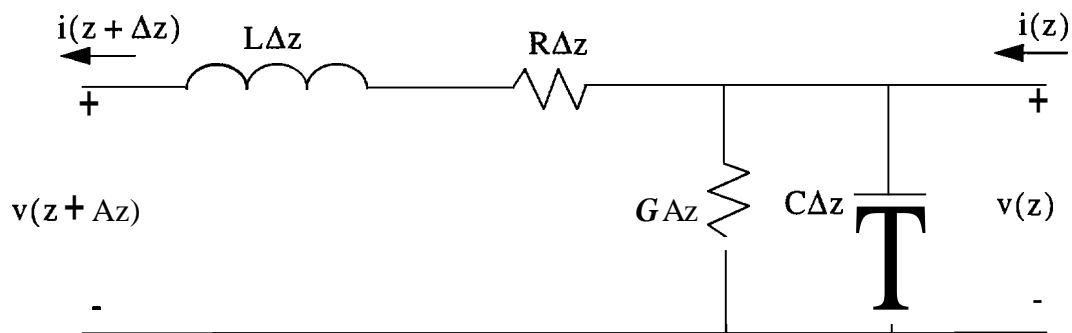 i(z + Δz)
LΔz
RΔz
i(z)
+
+
v(z + Az)
GAz
CΔz
v(z)
-
-